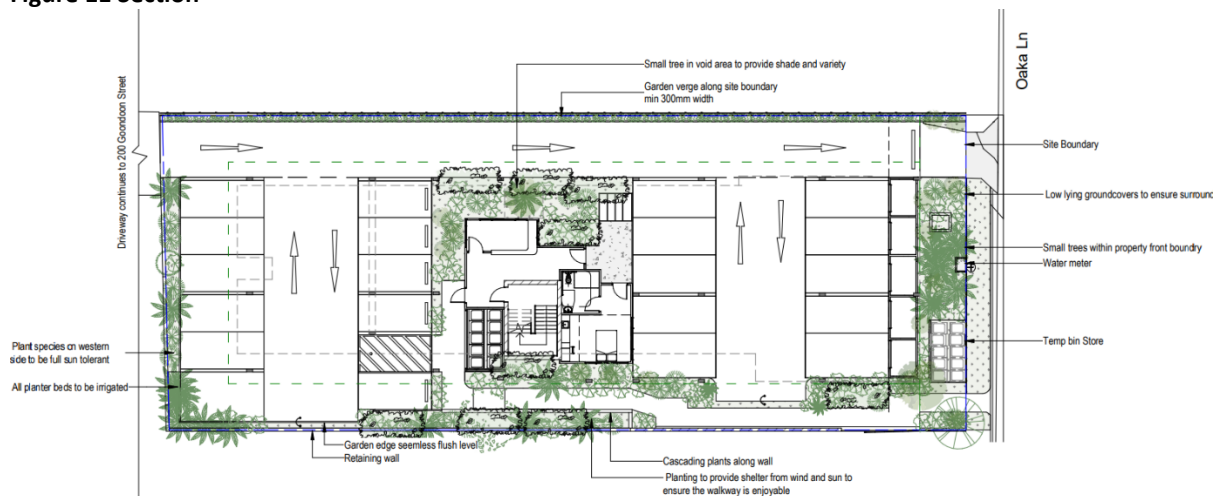 Figure 11 Section
Small tree in void area to provide shade and variety
Garden verge along site boundary
min 300mm width
Oaka Ln
Driveway continues to 200 Goondoon Street
Site Boundary
Low lying groundcovers to ensure surround
Small trees within property front boundry
Water meter
Temp bin Store
Plant species on western
side to be full sun tolerant
All planter beds to be irrigated
Garden edge seemless flush level
Retaining wall
Cascading plants along wall
Planting to provide shelter from wind and sun to
ensure the walkway is enjoyable